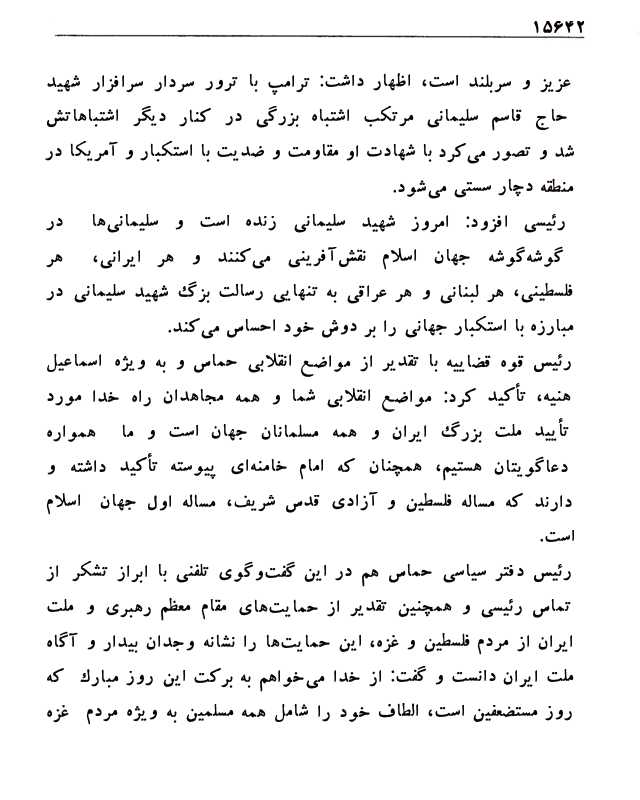 ۱۵۶۴۲
عزیز و سربلند است، اظهار داشت: ترامپ با ترور سردار سرافزار شهید
حاج قاسم سلیمانی مرتکب اشتباه بزرگی در کنار دیگر اشتباهاتش
شد و تصور می‌کرد با شهادت او مقاومت و ضدیت با استکبار و آمریکا در
منطقه دچار سستی می‌شود.
رئیسی افزود: امروز شهید سلیمانی زنده است و سلیمانی‌ها در
گوشه‌گوشه جهان اسلام نقش‌آفرینی می‌کنند و هر ایرانی، هر
فلسطینی، هر لبنانی و هر عراقی به تنهایی رسالت بزگ شهید سلیمانی در
مبارزه با استکبار جهانی را بر دوش خود احساس می‌کند.
رئیس قوه قضاییه با تقدیر از مواضع انقلابی حماس و به ویژه اسماعیل
هنیه، تأکید کرد: مواضع انقلابی شما و همه مجاهدان راه خدا مورد
تأیید ملت بزرگ ایران و همه مسلمانان جهان است و ما همواره
دعاگویتان هستیم، همچنان که امام خامنه‌ای پیوسته تأکید داشته و
دارند که مساله فلسطین و آزادی قدس شریف، مساله اول جهان اسلام
است.
رئیس دفتر سیاسی حماس هم در این گفت‌وگوی تلفنی با ابراز تشکر از
تماس رئیسی و همچنین تقدیر از حمایت‌های مقام معظم رهبری و ملت
ایران از مردم فلسطین و غزه، این حمایت‌ها را نشانه وجدان بیدار و آگاه
ملت ایران دانست و گفت: از خدا می‌خواهم به برکت این روز مبارک که
روز مستضعفین است، الطاف خود را شامل همه مسلمین به ویژه مردم غزه